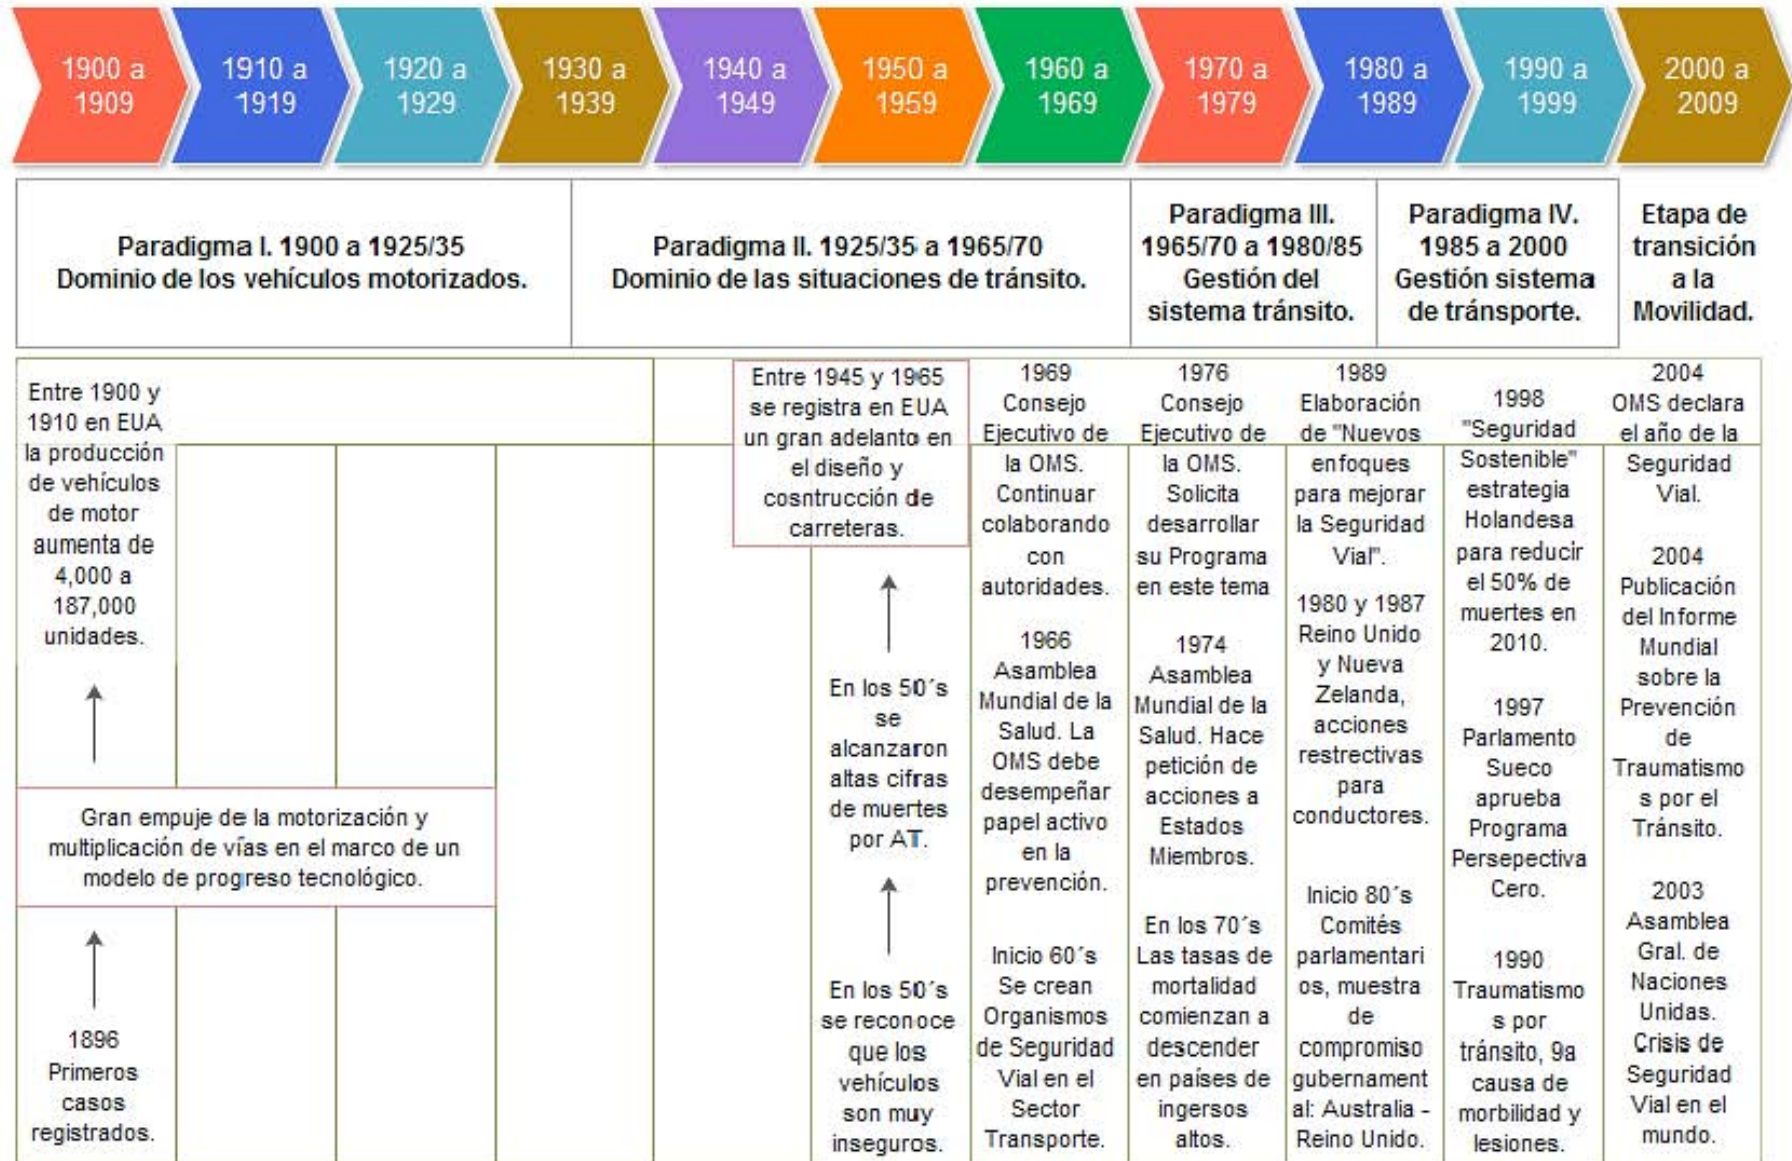 1900 a
1909
1910 a
1919
1920 a
1929
1930 a
1939
1940 a
1949
1950 a
1959
1960 a
1969
1970 a
1979
1980 a
1989
1990 a
1999
2000 a
2009
Paradigma I. 1900 a 1925/35
Dominio de los vehículos motorizados.
Paradigma II. 1925/35 a 1965/70
Dominio de las situaciones de tránsito.
Paradigma III.
1965/70 a 1980/85
Gestión del
sistema tránsito.
Paradigma IV.
1985 a 2000
Gestión sistema
de tránsporte.
Etapa de
transición
a la
Movilidad.
Entre 1900 y
1910 en EUA
la producción
de vehículos
de motor
aumenta de
4,000 a
187,000
unidades.
Gran empuje de la motorización y
multiplicación de vías en el marco de un
modelo de progreso tecnológico.
1896
Primeros
casos
registrados.
Entre 1945 y 1965
se registra en EUA
un gran adelanto en
el diseño y
cosntrucción de
carreteras.
En los 50´s
se
alcanzaron
altas cifras
de muertes
por AT.
En los 50´s
se reconoce
que los
vehículos
son muy
inseguros.
1969
Consejo
Ejecutivo de
la OMS.
Continuar
colaborando
con
autoridades.
1966
Asamblea
Mundial de la
Salud. La
OMS debe
desempeñar
papel activo
en la
prevención.
Inicio 60´s
Se crean
Organismos
de Seguridad
Vial en el
Sector
Transporte.
1976
Consejo
Ejecutivo de
la OMS.
Solicita
desarrollar
su Programa
en este tema
1974
Asamblea
Mundial de la
Salud. Hace
petición de
acciones a
Estados
Miembros.
En los 70´s
Las tasas de
mortalidad
comienzan a
descender
en países de
ingersos
altos.
1989
Elaboración
de "Nuevos
enfoques
para mejorar
la Seguridad
Vial".
1980 y 1987
Reino Unido
y Nueva
Zelanda,
acciones
restrectivas
para
conductores.
Inicio 80´s
Comités
parlamentari
os, muestra
de
compromiso
gubernament
al: Australia -
Reino Unido.
1998
"Seguridad
Sostenible"
estrategia
Holandesa
para reducir
el 50% de
muertes en
2010.
1997
Parlamento
Sueco
aprueba
Programa
Persepectiva
Cero.
1990
Traumatismo
s por
tránsito, 9a
causa de
morbilidad y
lesiones.
2004
OMS declara
el año de la
Seguridad
Vial.
2004
Publicación
del Informe
Mundial
sobre la
Prevención
de
Traumatismo
s por el
Tránsito.
2003
Asamblea
Gral. de
Naciones
Unidas.
Crisis de
Seguridad
Vial en el
mundo.